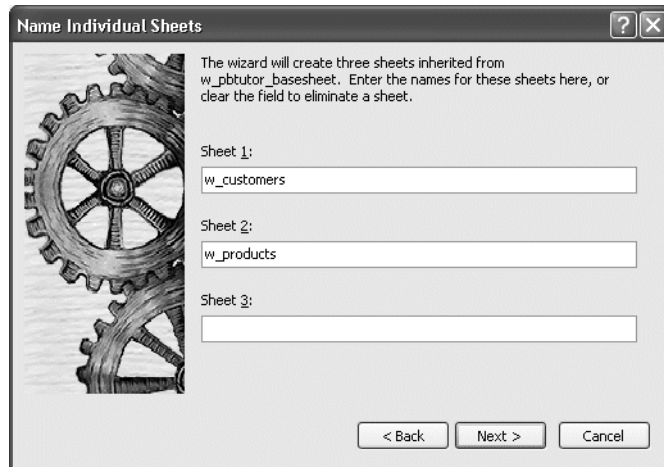 Name Individual Sheets
The wizard will create three sheets inherited from
w_pbtutor_basesheet. Enter the names for these sheets here, or
clear the field to eliminate a sheet.
Sheet 1:
w_customers
Sheet 2:
w_products
Sheet 3:
< Back Next > Cancel